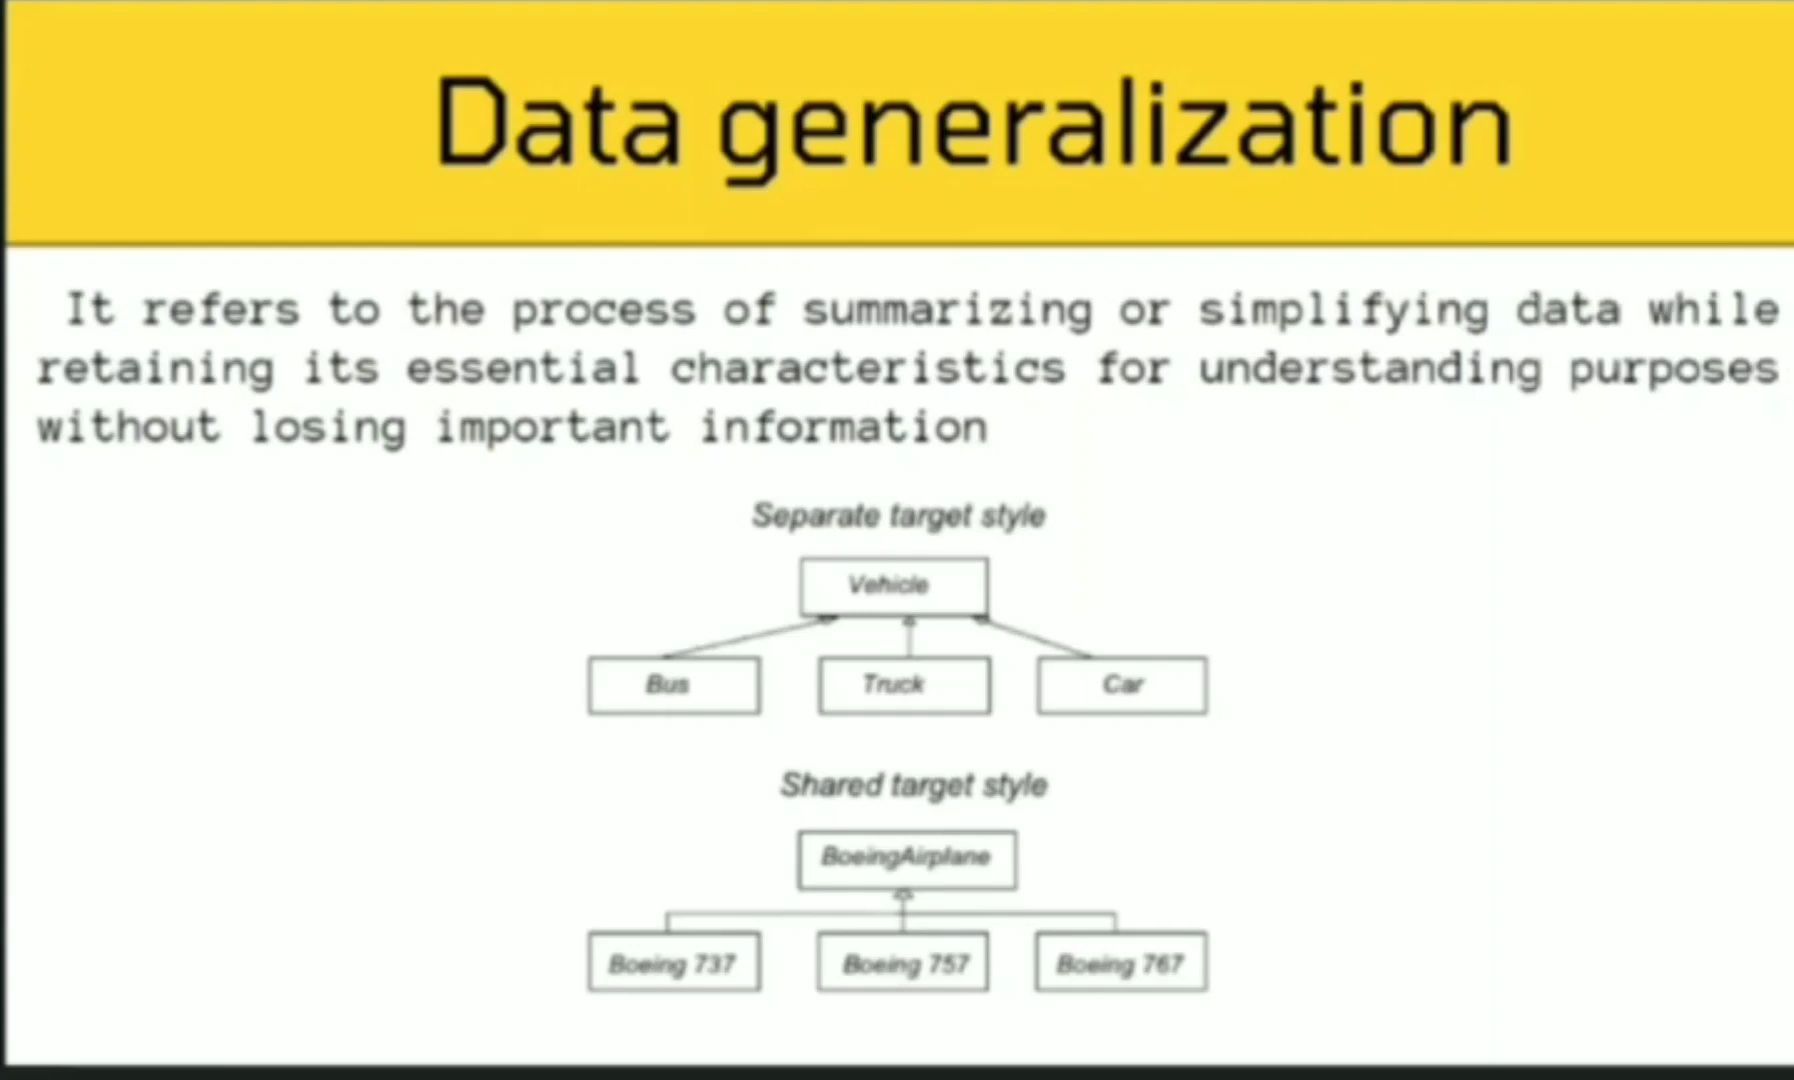 Data generalization
It refers to the process of summarizing or simplifying data while
retaining its essential characteristics for understanding purposes
without losing important information
Separate target style
Vehicle
Bus Truck Car
Shared target style
BoeingAirplane
Boeing 737 Boeing 757 Boeing 767